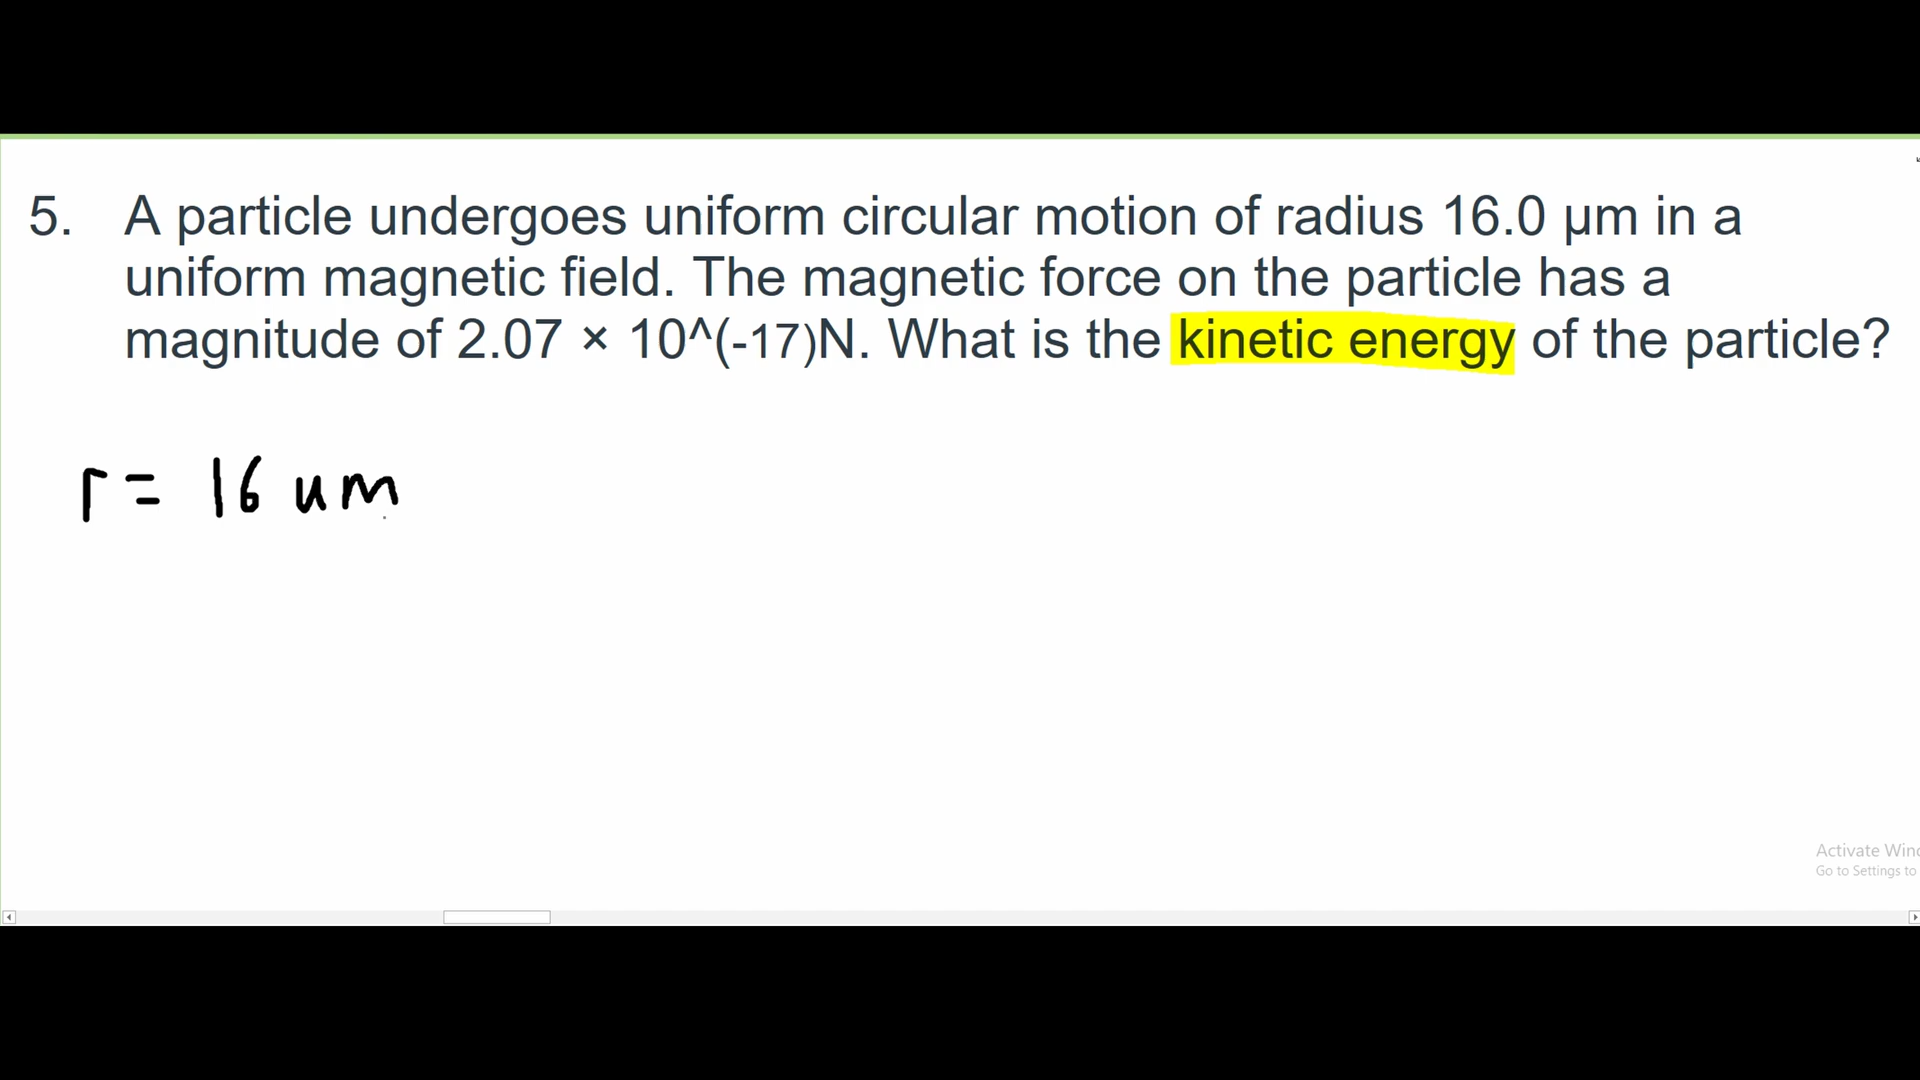 5. A particle undergoes uniform circular motion of radius 16.0 μm in a
uniform magnetic field. The magnetic force on the particle has a
magnitude of 2.07 × 10^(-17)N. What is the kinetic energy of the particle?
r = 16 um
Activate Wind
Go to Settings to